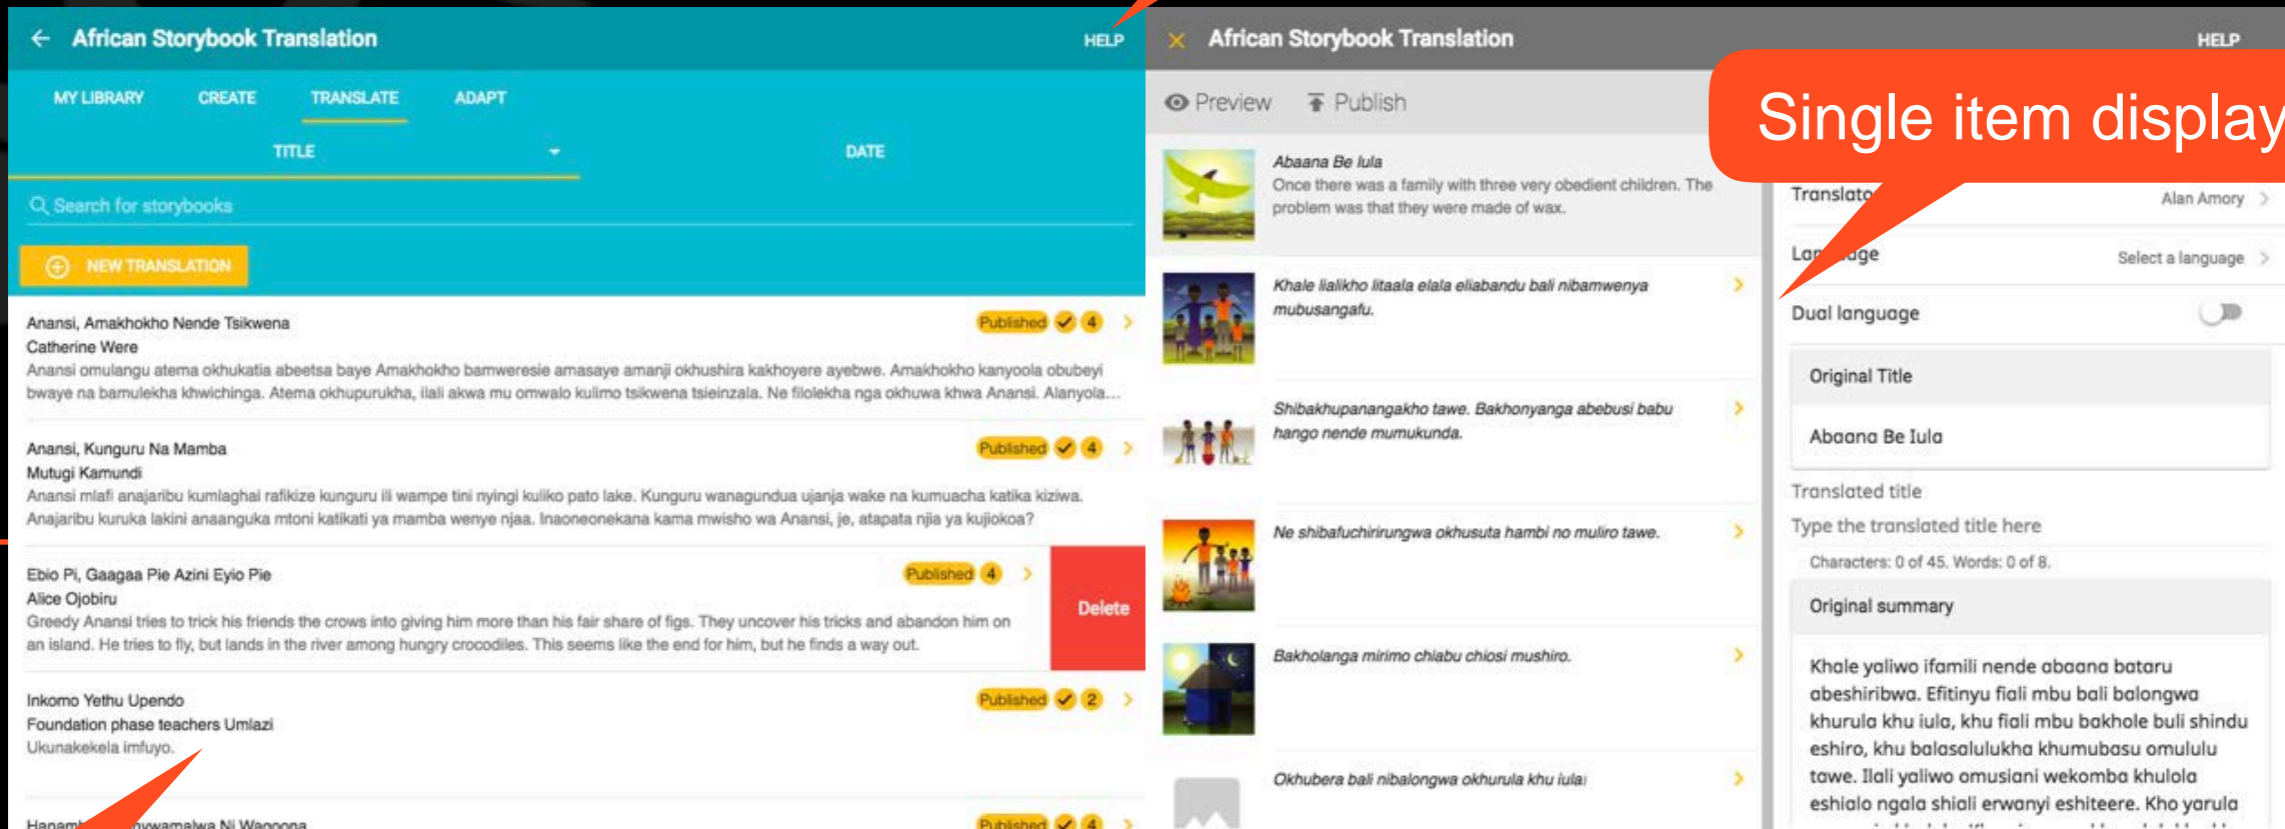 African Storybook Translation
HELP
MY LIBRARY
CREATE
TRANSLATE
ADAPT
TITLE
DATE
Search for storybooks
NEW TRANSLATION
Anansi, Amakhokho Nende Tsikwena
Published 4
Catherine Were
Anansi omulangu atema okhukatia abeetsa baye Amakhokho bamweresie amasaye amanji okhushira kakhoyere ayebwe. Amakhokho kanyoola obubeyi
bwaye na bamulekha khwichinga. Atema okhupurukha, ilali akwa mu omwalo kulimo tsikwena tsieinzala. Ne filolekha nga okhuwa khwa Anansi. Alanyola...
Anansi, Kunguru Na Mamba
Published 4
Mutugi Kamundi
Anansi mlafi anajaribu kumlaghai rafikize kunguru ili wampe tini nyingi kuliko pato lake. Kunguru wanagundua ujanja wake na kumuacha katika kiziwa.
Anajaribu kuruka lakini anaanguka mtoni katikati ya mamba wenye njaa. Inaoneonekana kama mwisho wa Anansi, je, atapata njia ya kujiokoa?
Ebio Pi, Gaagaa Pie Azini Eyio Pie
Published 4
Alice Ojobiru
Delete
Greedy Anansi tries to trick his friends the crows into giving him more than his fair share of figs. They uncover his tricks and abandon him on
an island. He tries to fly, but lands in the river among hungry crocodiles. This seems like the end for him, but he finds a way out.
Inkomo Yethu Upendo
Published 2
Foundation phase teachers Umlazi
Ukunakekela imfuyo.
Ni Wagoona
Published 4
African Storybook Translation
HELP
Preview
Publish
Single item display
Abaana Be Iula
Once there was a family with three very obedient children. The
problem was that they were made of wax.
Khale lialikho litaala elala eliabandu bali nibamwenya
mubusangafu.
Shibakhupanangakho tawe. Bakhonyanga abebusi babu
hango nende mumukunda.
Ne shibafuchirirungwa okhusuta hambi no muliro tawe.
Bakholanga mirimo chiabu chiosi mushiro.
Okhubera bali nibalongwa okhurula khu iula
Alan Amory
Select a language
Dual language
Original Title
Abaana Be Iula
Translated title
Type the translated title here
Characters: 0 of 45. Words: 0 of 8.
Original summary
Khale yaliwo ifamili nende abaana bataru
abeshiribwa. Efitinyu fiali mbu bali balongwa
khurula khu iula, khu fiali mbu bakhole buli shindu
eshiro, khu balasalulukha khumubasu omululu
tawe. Ilali yaliwo omusiani wekomba khulola
eshialo ngala shiali erwanyi eshiteere. Kho yarula